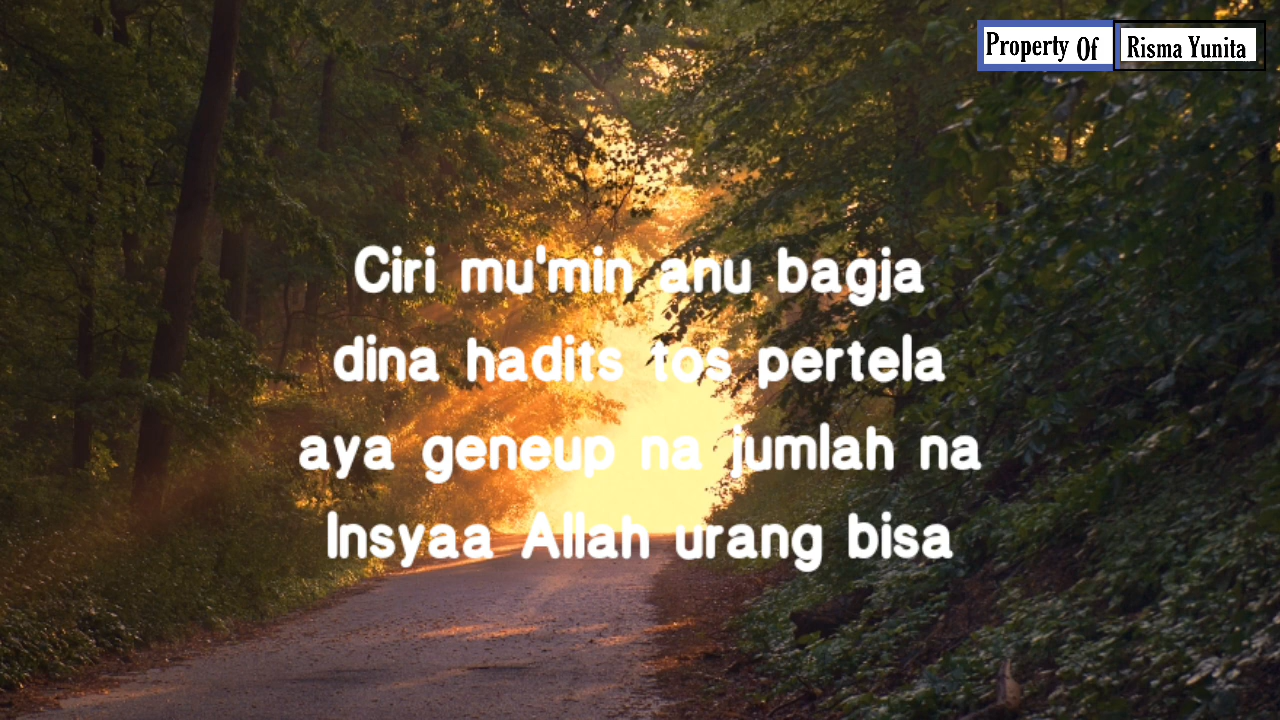 Property Of Risma Yunita
Ciri mu'min anu bagja
dina hadits tos pertela
aya geneup na jumlah na
Insyaa Allah urang bisa